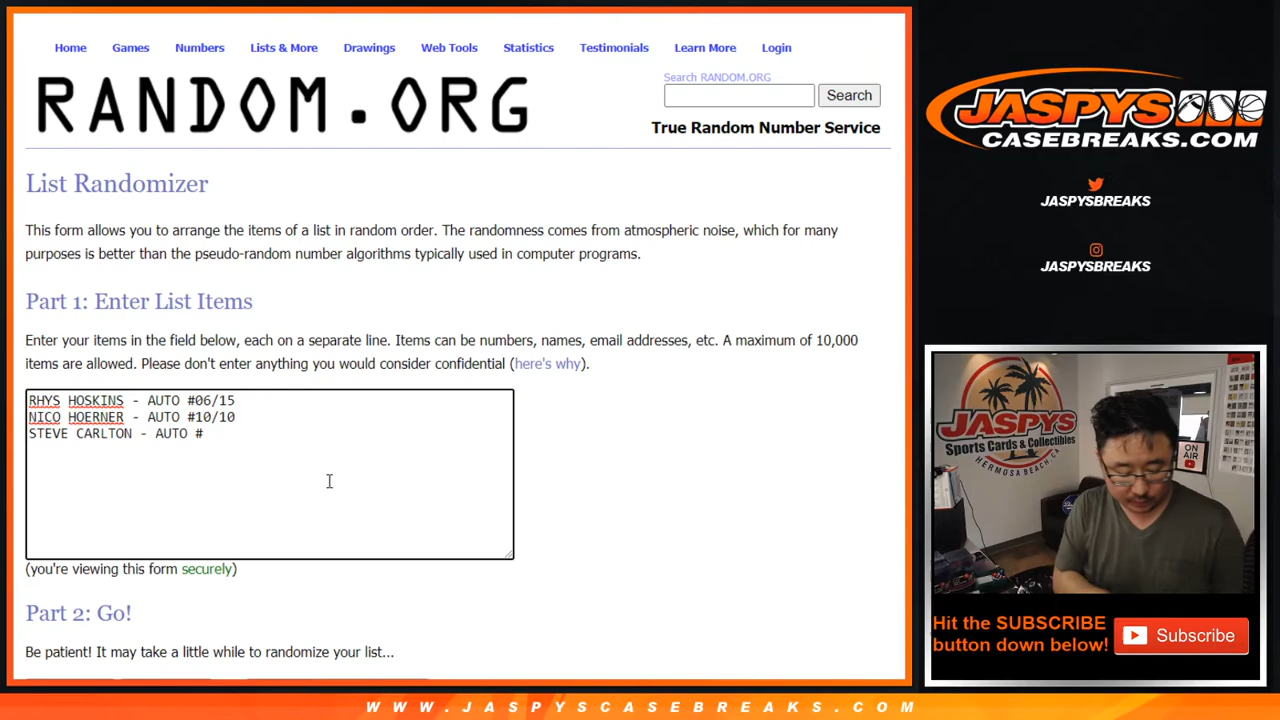 Home Games Numbers Lists & More Drawings Web Tools Statistics Testimonials Learn More Login
RANDOM.ORG
Search RANDOM.ORG
Search
True Random Number Service
List Randomizer
This form allows you to arrange the items of a list in random order. The randomness comes from atmospheric noise, which for many
purposes is better than the pseudo-random number algorithms typically used in computer programs.
Part 1: Enter List Items
Enter your items in the field below, each on a separate line. Items can be numbers, names, email addresses, etc. A maximum of 10,000
items are allowed. Please don't enter anything you would consider confidential (here's why).
RHYS HOSKINS - AUTO #06/15
NICO HOERNER - AUTO #10/10
STEVE CARLTON - AUTO #
(you're viewing this form securely)
Part 2: Go!
Be patient! It may take a little while to randomize your list...
JASPYS
CASEBREAKS.COM
JASPYSBREAKS
JASPYSBREAKS
JASPYS
Sports Cards & Collectibles
HERMOSA BEACH, CA
ON
AIR
Hit the SUBSCRIBE
button down below!
Subscribe
WWW.JASPYSCASEBREAKS.COM